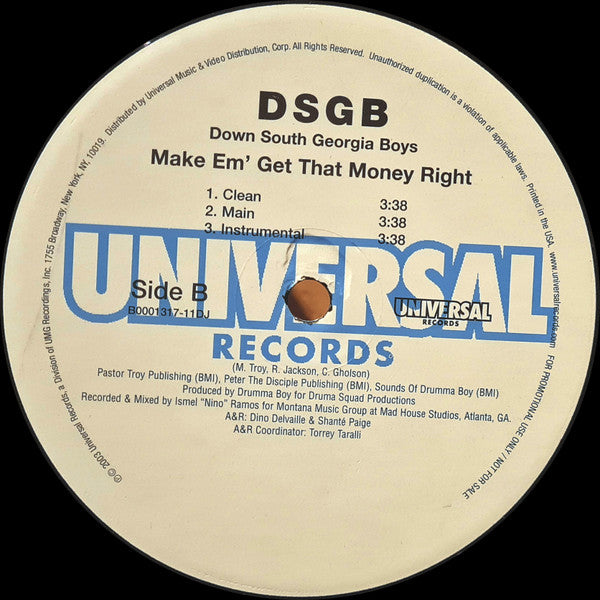 DSGB
Down South Georgia Boys
Make Em' Get That Money Right
1. Clean 3:38
2. Main 3:38
3. Instrumental 3:38
UNIVERSAL
RECORDS
Side B
B0001317-11DJ
UNIVERSAL
RECORDS
(M. Troy, R. Jackson, C. Gholson)
Pastor Troy Publishing (BMI), Peter The Disciple Publishing (BMI), Sounds Of Drumma Boy (BMI)
Produced by Drumma Boy for Druma Squad Productions
Recorded & Mixed by Ismel "Nino" Ramos for Montana Music Group at Mad House Studios, Atlanta, GA.
A&R: Dino Delvaille & Shanté Paige
A&R Coordinator: Torrey Taralli
℗© 2003 Universal Records, a Division of UMG Recordings, Inc. 1755 Broadway, New York, NY, 10019. Distributed by Universal Music & Video Distribution, Corp. All Rights Reserved. Unauthorized duplication is a violation of applicable laws. Printed in the USA. www.universalrecords.com FOR PROMOTIONAL USE ONLY / NOT FOR SALE